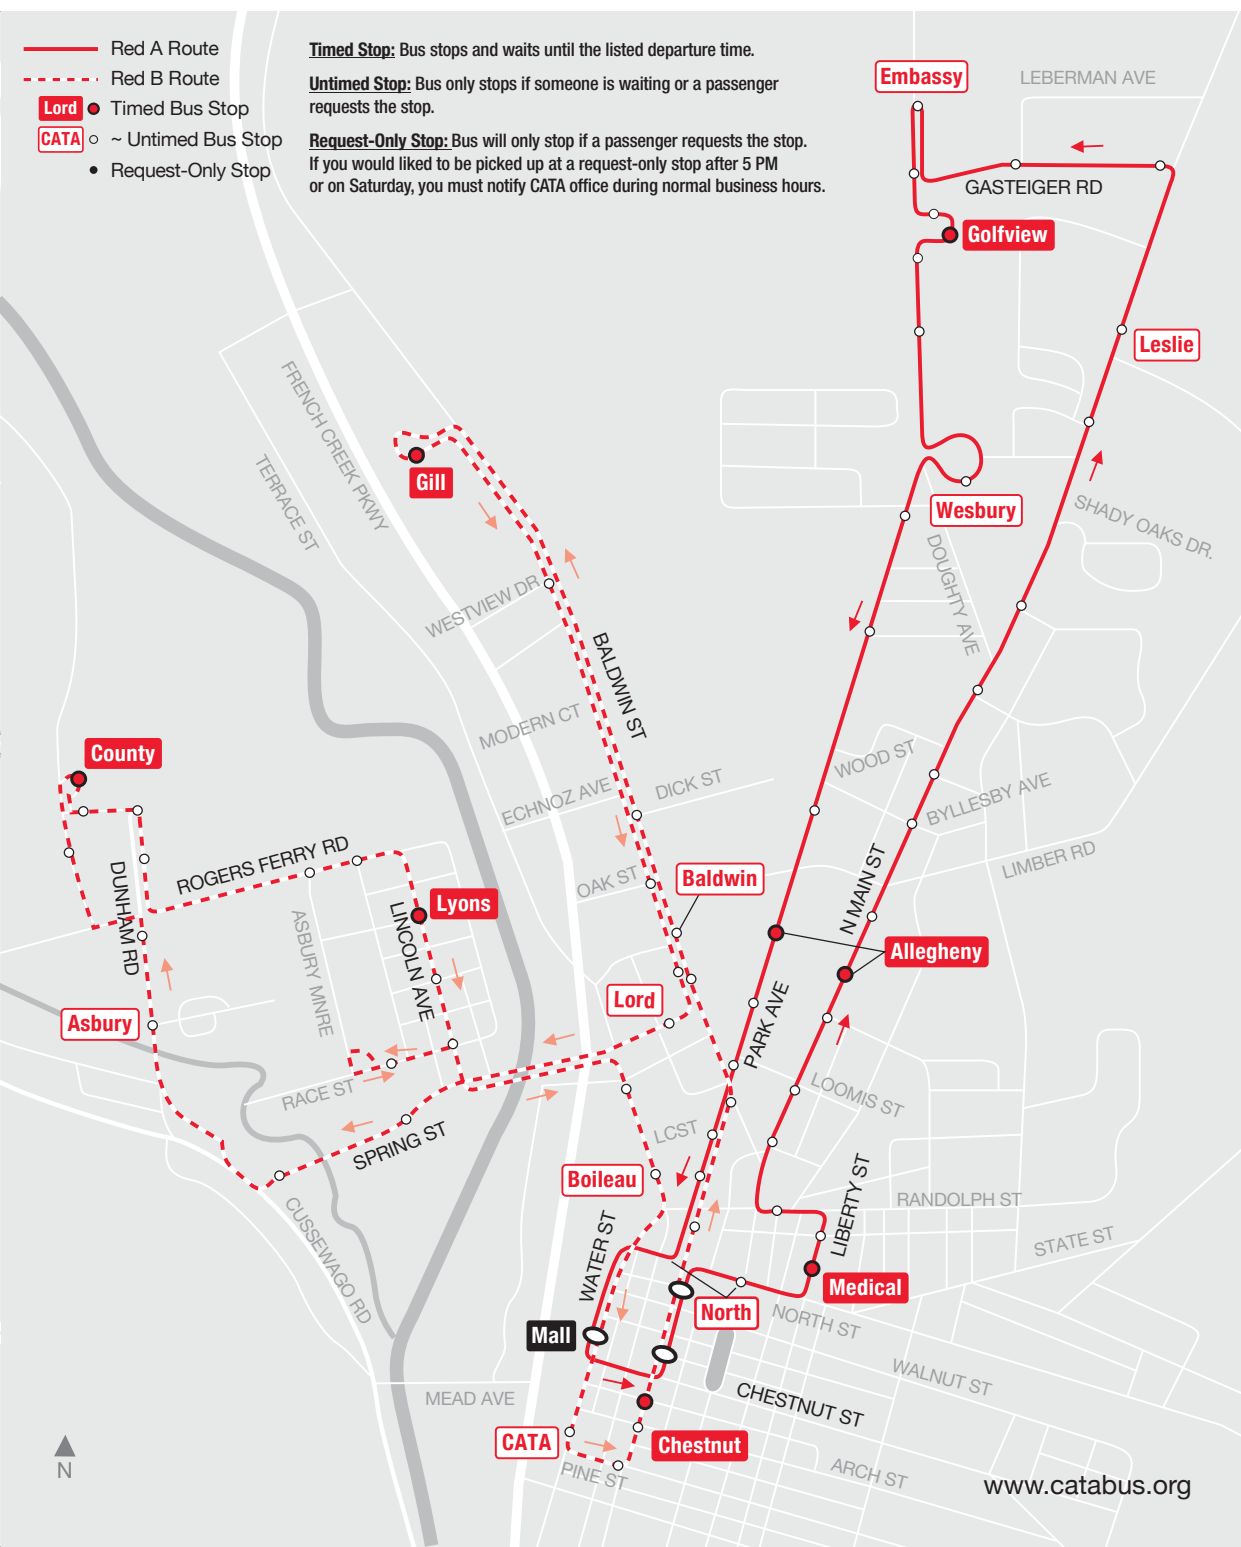 Red A Route
Red B Route
Lord Timed Bus Stop
CATA ~ Untimed Bus Stop
Request-Only Stop
Timed Stop: Bus stops and waits until the listed departure time.
Untimed Stop: Bus only stops if someone is waiting or a passenger
requests the stop.
Request-Only Stop: Bus will only stop if a passenger requests the stop.
If you would liked to be picked up at a request-only stop after 5 PM
or on Saturday, you must notify CATA office during normal business hours.
Embassy
LEBERMAN AVE
GASTEIGER RD
Golfview
Leslie
FRENCH CREEK PKWY
TERRACE ST
Gill
Wesbury
SHADY OAKS DR.
DOUGHTY AVE
WESTVIEW DR
BALDWIN ST
MODERN CT
County
WOOD ST
ECHNOZ AVE
DICK ST
BYLLESBY AVE
LIMBER RD
ROGERS FERRY RD
OAK ST
Baldwin
N MAIN ST
DUNHAM RD
Lyons
LINCOLN AVE
ASBURY MNRE
Allegheny
Lord
PARK AVE
Asbury
RACE ST
LOOMIS ST
SPRING ST
LCST
Boileau
LIBERTY ST
RANDOLPH ST
CUSSEWAGO RD
WATER ST
STATE ST
Medical
North
NORTH ST
Mall
WALNUT ST
MEAD AVE
CHESTNUT ST
CATA
Chestnut
PINE ST
ARCH ST
N
www.catabus.org